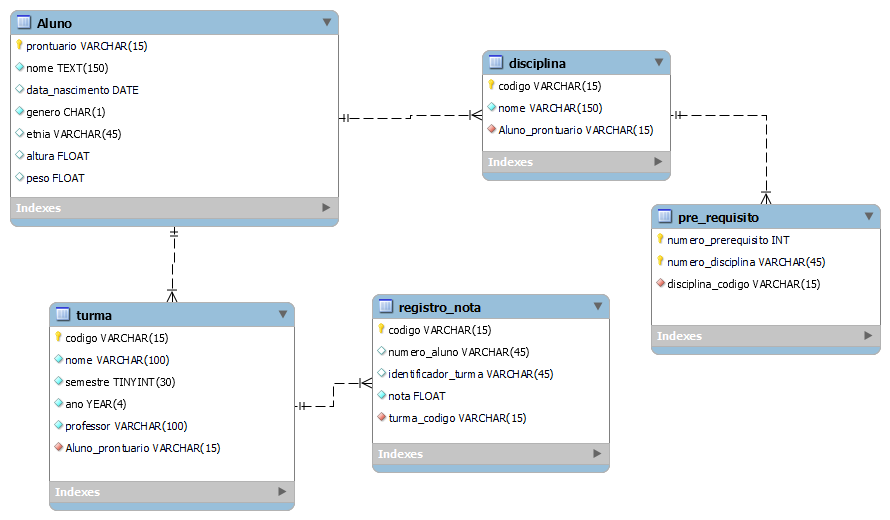 Aluno
prontuario VARCHAR(15)
nome TEXT(150)
data_nascimento DATE
genero CHAR(1)
etnia VARCHAR(45)
altura FLOAT
peso FLOAT
Indexes
disciplina
codigo VARCHAR(15)
nome VARCHAR(150)
Aluno_prontuario VARCHAR(15)
Indexes
pre_requisito
numero_prerequisito INT
numero_disciplina VARCHAR(45)
disciplina_codigo VARCHAR(15)
Indexes
turma
codigo VARCHAR(15)
nome VARCHAR(100)
semestre TINYINT(30)
ano YEAR(4)
professor VARCHAR(100)
Aluno_prontuario VARCHAR(15)
Indexes
registro_nota
codigo VARCHAR(15)
numero_aluno VARCHAR(45)
identificador_turma VARCHAR(45)
nota FLOAT
turma_codigo VARCHAR(15)
Indexes